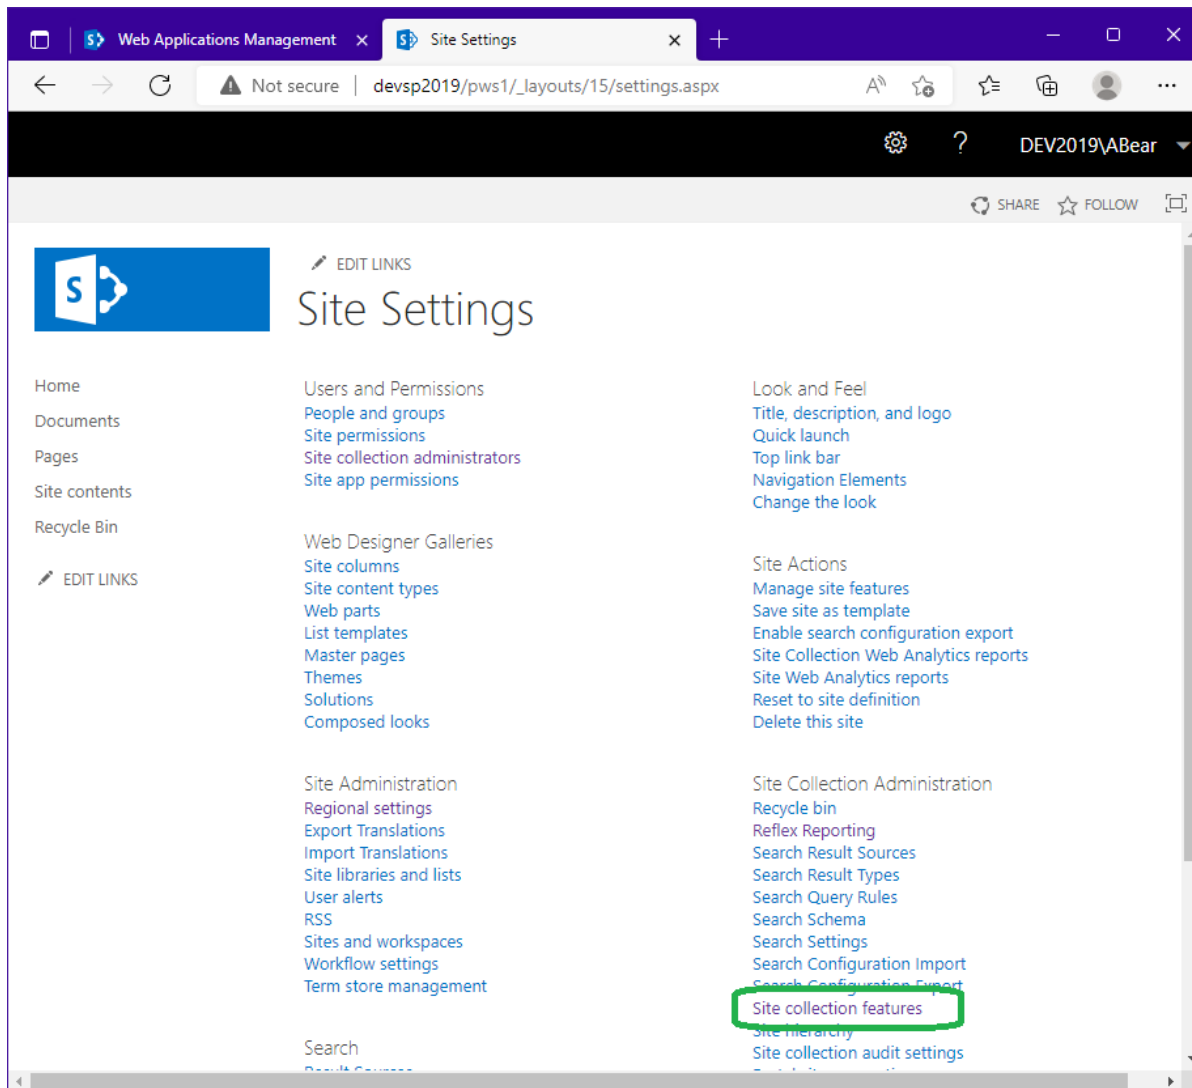 Web Applications Management
Site Settings
Not secure
devsp2019/pws1/_layouts/15/settings.aspx
DEV2019\ABear
SHARE
FOLLOW
S
EDIT LINKS
Site Settings
Home
Documents
Pages
Site contents
Recycle Bin
EDIT LINKS
Users and Permissions
People and groups
Site permissions
Site collection administrators
Site app permissions
Web Designer Galleries
Site columns
Site content types
Web parts
List templates
Master pages
Themes
Solutions
Composed looks
Site Administration
Regional settings
Export Translations
Import Translations
Site libraries and lists
User alerts
RSS
Sites and workspaces
Workflow settings
Term store management
Search
Result Sources
Look and Feel
Title, description, and logo
Quick launch
Top link bar
Navigation Elements
Change the look
Site Actions
Manage site features
Save site as template
Enable search configuration export
Site Collection Web Analytics reports
Site Web Analytics reports
Reset to site definition
Delete this site
Site Collection Administration
Recycle bin
Reflex Reporting
Search Result Sources
Search Result Types
Search Query Rules
Search Schema
Search Settings
Search Configuration Import
Search Configuration Export
Site collection features
Site hierarchy
Site collection audit settings